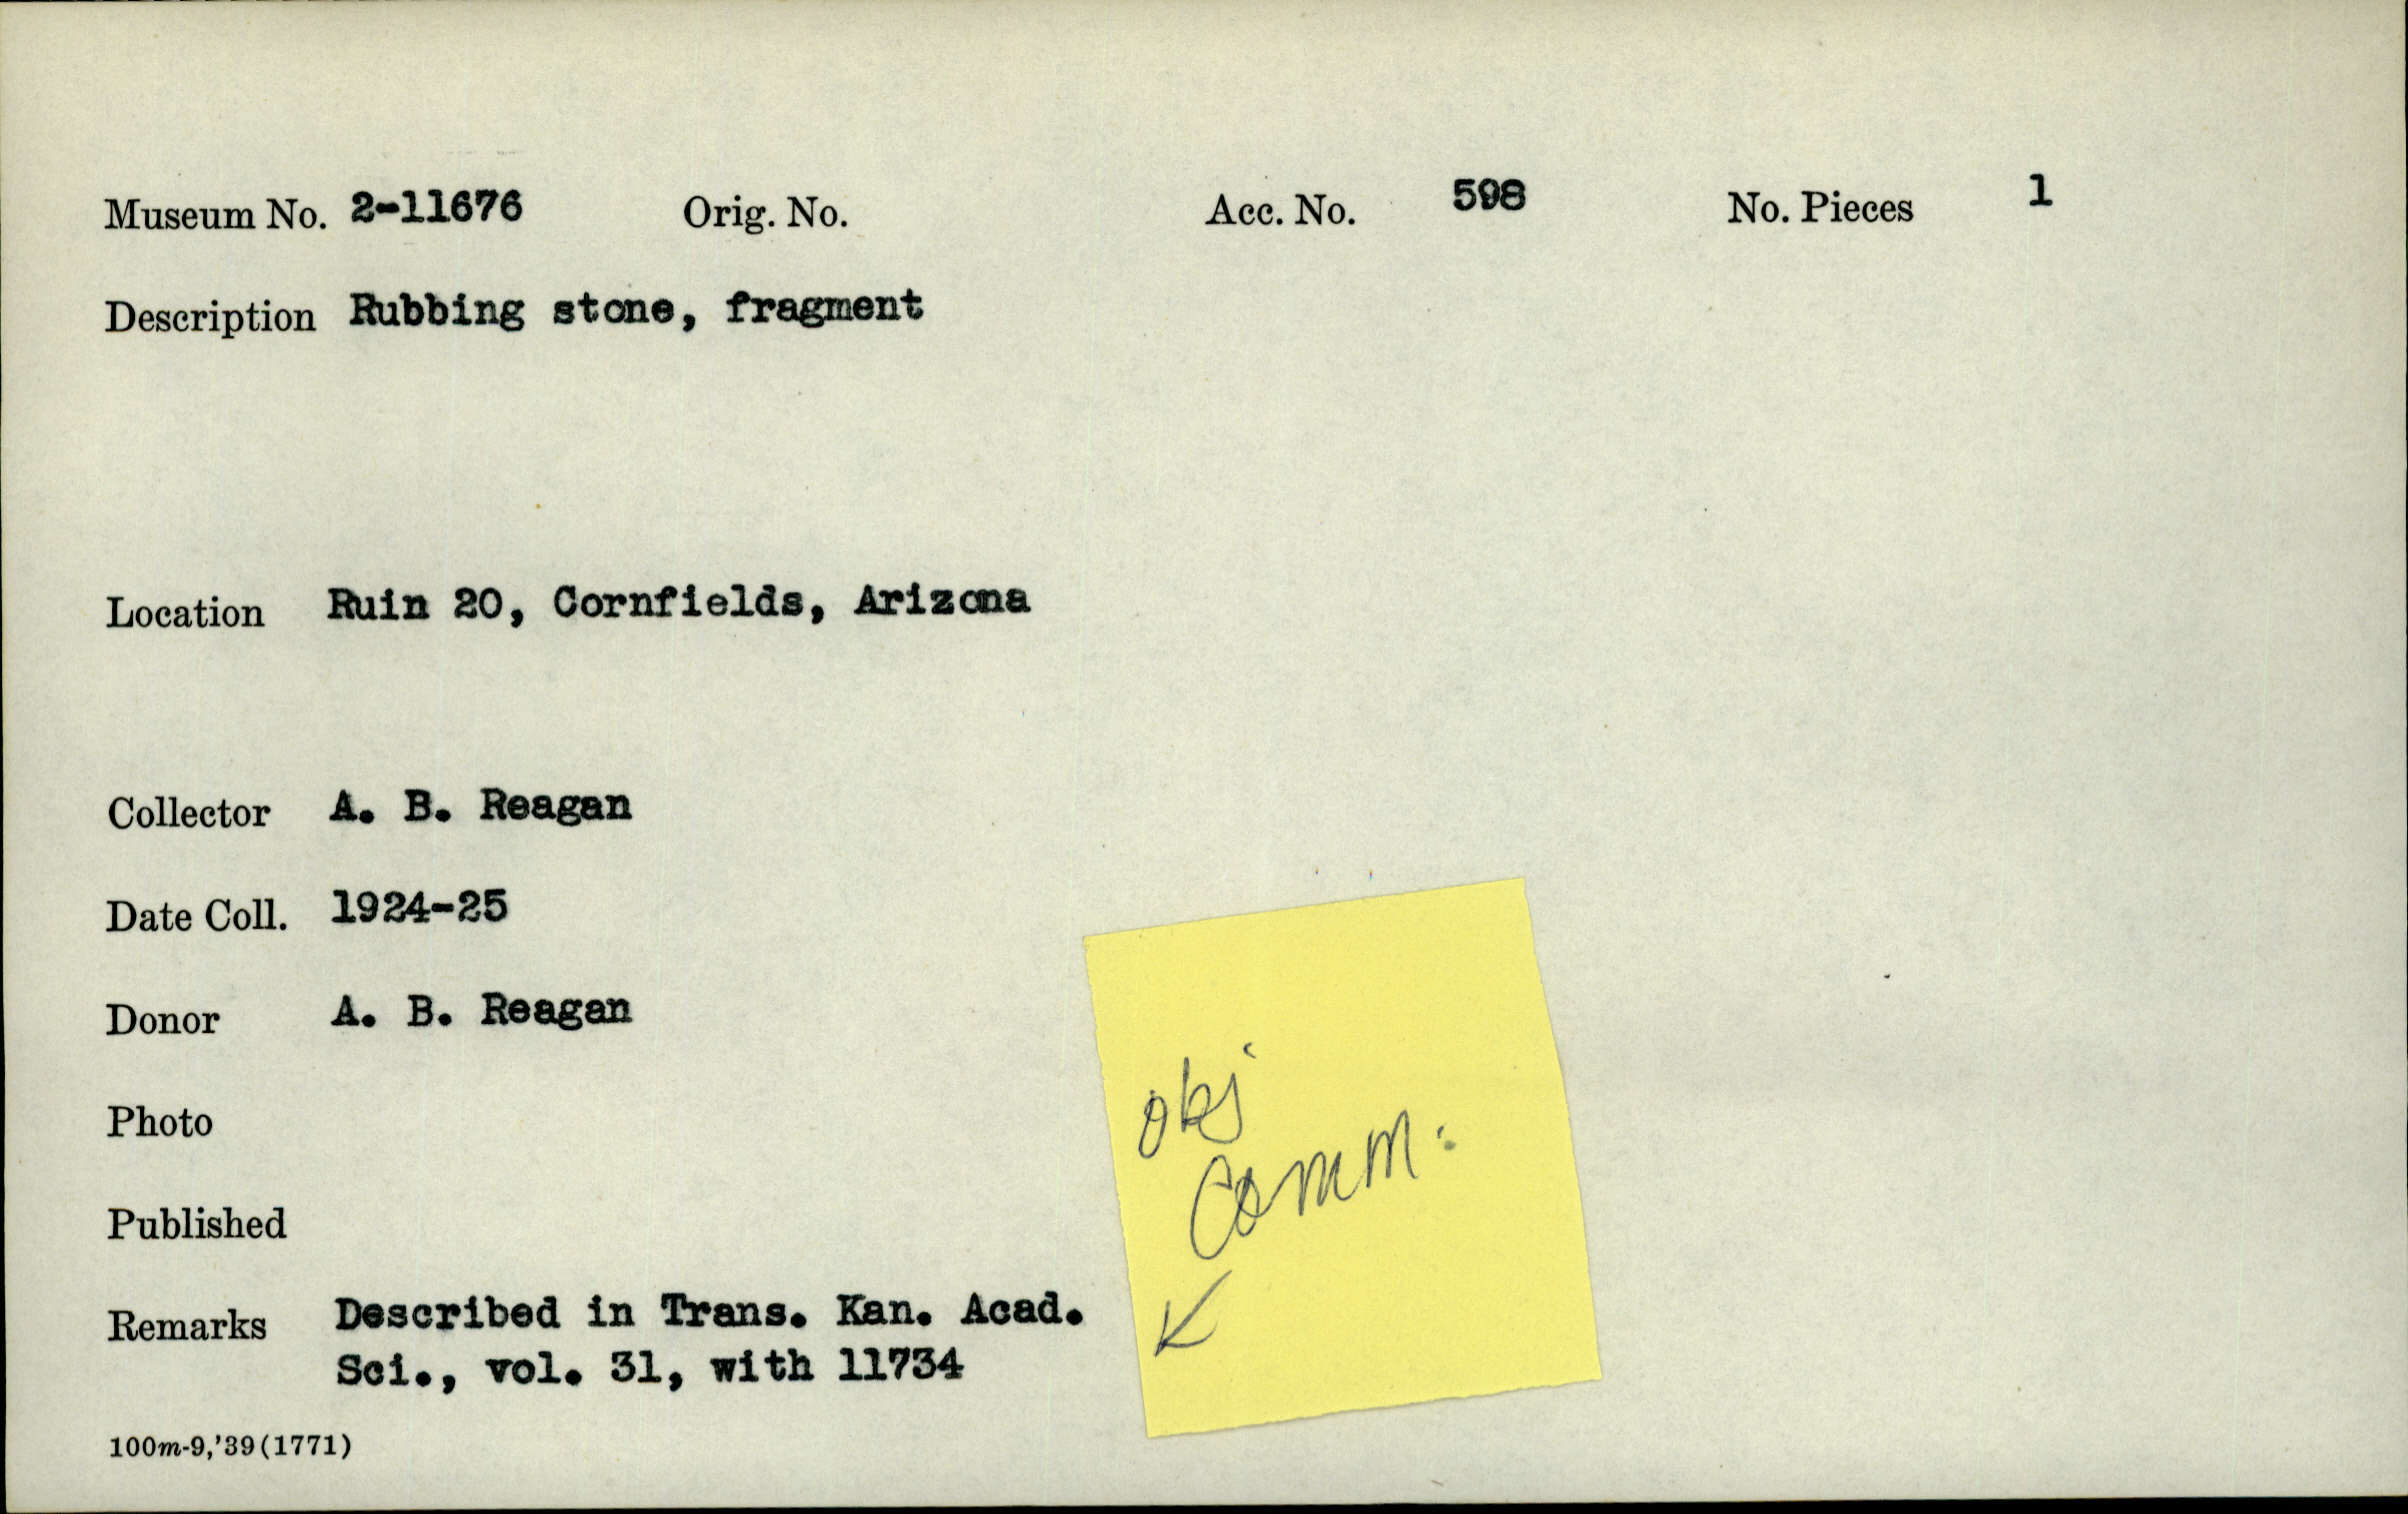 Museum No. 2-11676 Orig. No. Acc. No. 598 No. Pieces 1
Description Rubbing stone, fragment
Location Ruin 20, Cornfields, Arizona
Collector A. B. Reagan
Date Coll. 1924-25
Donor A. B. Reagan
Photo
Published
Remarks Described in Trans. Kan. Acad.
Sci., vol. 31, with 11734
100m-9,'39(1771)
obj
Comm: